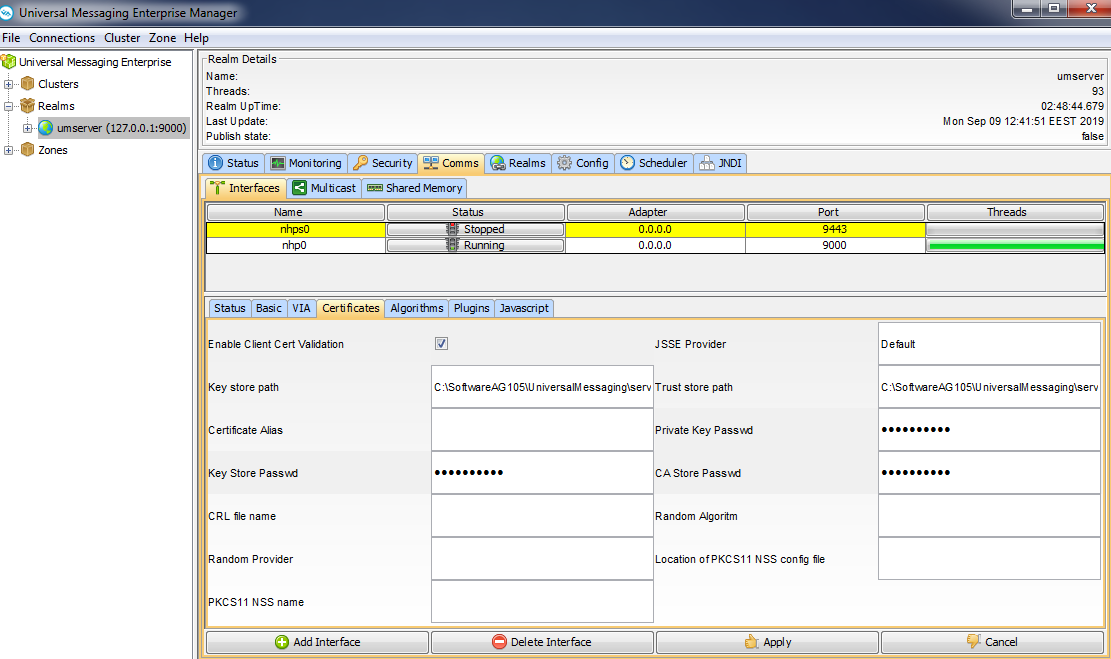 Universal Messaging Enterprise Manager
File Connections Cluster Zone Help
Universal Messaging Enterprise
Clusters
Realms
umserver (127.0.0.1:9000)
Zones
Realm Details
Name: umserver
Threads: 93
Realm UpTime: 02:48:44.679
Last Update: Mon Sep 09 12:41:51 EEST 2019
Publish state: false
Status Monitoring Security Comms Realms Config Scheduler JNDI
Interfaces Multicast Shared Memory
Name Status Adapter Port Threads
nhps0 Stopped 0.0.0.0 9443
nhp0 Running 0.0.0.0 9000
Status Basic VIA Certificates Algorithms Plugins Javascript
Enable Client Cert Validation JSSE Provider Default
Key store path C:\SoftwareAG105\UniversalMessaging\serv Trust store path C:\SoftwareAG105\UniversalMessaging\serv
Certificate Alias Private Key Passwd ●●●●●●●●●●
Key Store Passwd ●●●●●●●●●● CA Store Passwd ●●●●●●●●●●
CRL file name Random Algoritm
Random Provider Location of PKCS11 NSS config file
PKCS11 NSS name
Add Interface Delete Interface Apply Cancel